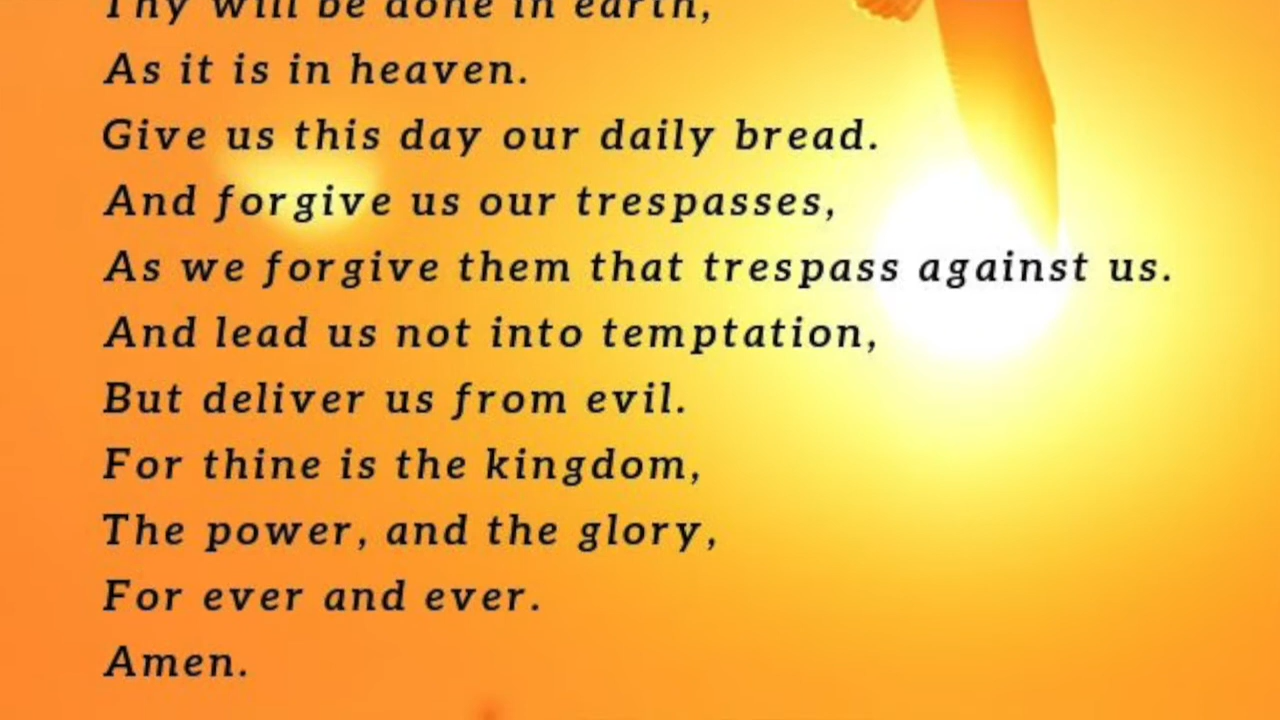 Thy will be done in earth,
As it is in heaven.
Give us this day our daily bread.
And forgive us our trespasses,
As we forgive them that trespass against us.
And lead us not into temptation,
But deliver us from evil.
For thine is the kingdom,
The power, and the glory,
For ever and ever.
Amen.